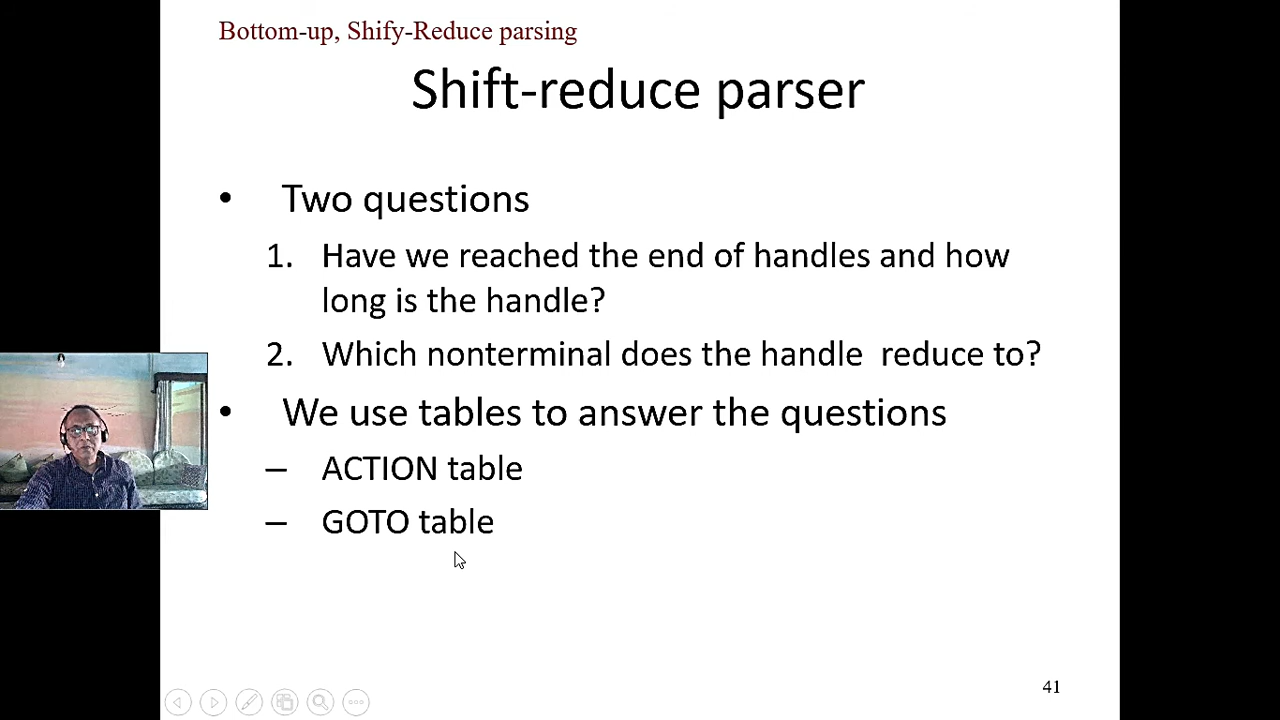 Bottom-up, Shify-Reduce parsing
Shift-reduce parser
• Two questions
1. Have we reached the end of handles and how
long is the handle?
2. Which nonterminal does the handle reduce to?
• We use tables to answer the questions
– ACTION table
– GOTO table
41